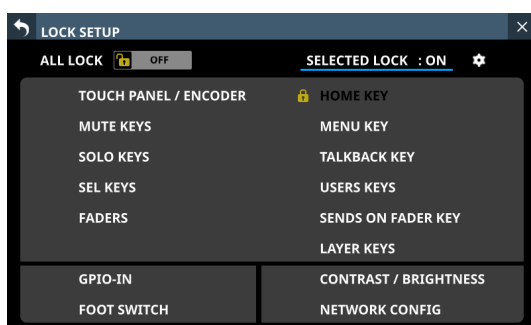 LOCK SETUP
ALL LOCK OFF SELECTED LOCK : ON
TOUCH PANEL / ENCODER HOME KEY
MUTE KEYS MENU KEY
SOLO KEYS TALKBACK KEY
SEL KEYS USERS KEYS
FADERS SENDS ON FADER KEY
LAYER KEYS
GPIO-IN CONTRAST / BRIGHTNESS
FOOT SWITCH NETWORK CONFIG